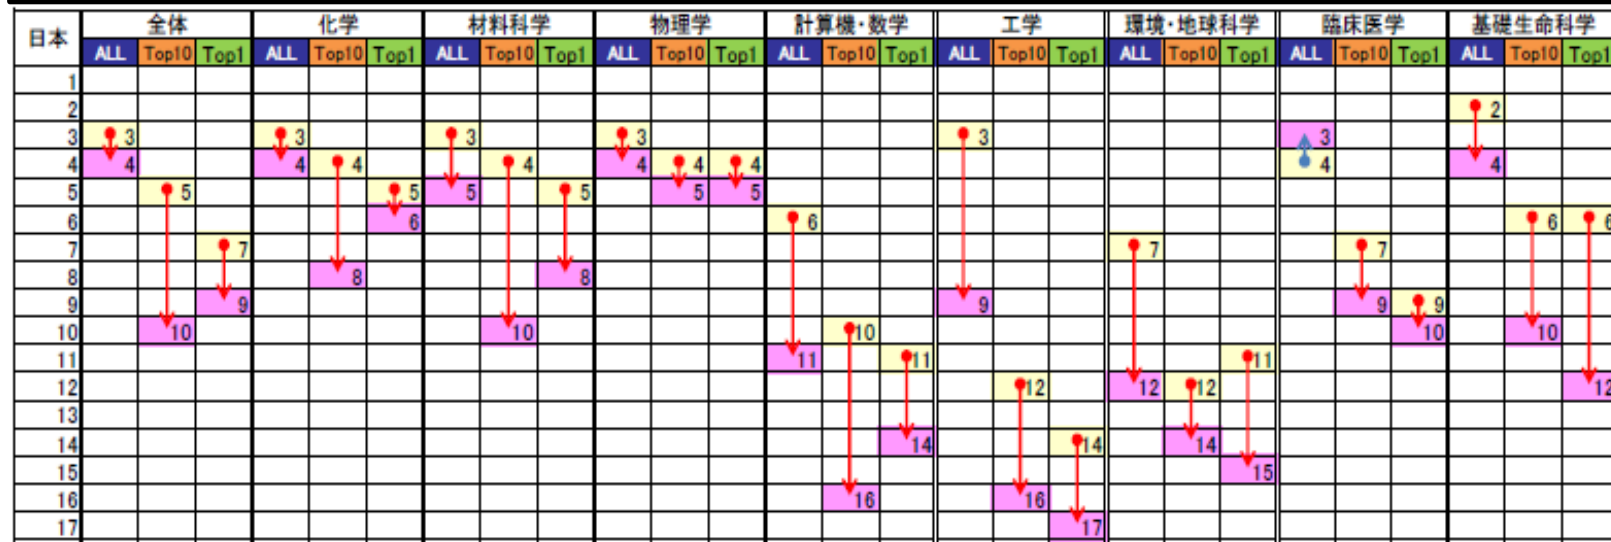 日本 全体 化学 材料科学 物理学 計算機・数学 工学 環境・地球科学 臨床医学 基礎生命科学
ALL Top10 Top1 ALL Top10 Top1 ALL Top10 Top1 ALL Top10 Top1 ALL Top10 Top1 ALL Top10 Top1 ALL Top10 Top1 ALL Top10 Top1 ALL Top10 Top1
1
2 2
3 3 3 3 3 3 3
4 4 4 4 4 4 4 4 4 4
5 5 5 5 5 5 5
6 6 6 6 6
7 7 7 7
8 8 8
9 9 9 9 9
10 10 10 10 10 10
11 11 11 11
12 12 12 12 12
13
14 14 14 14
15 15
16 16 16
17 17